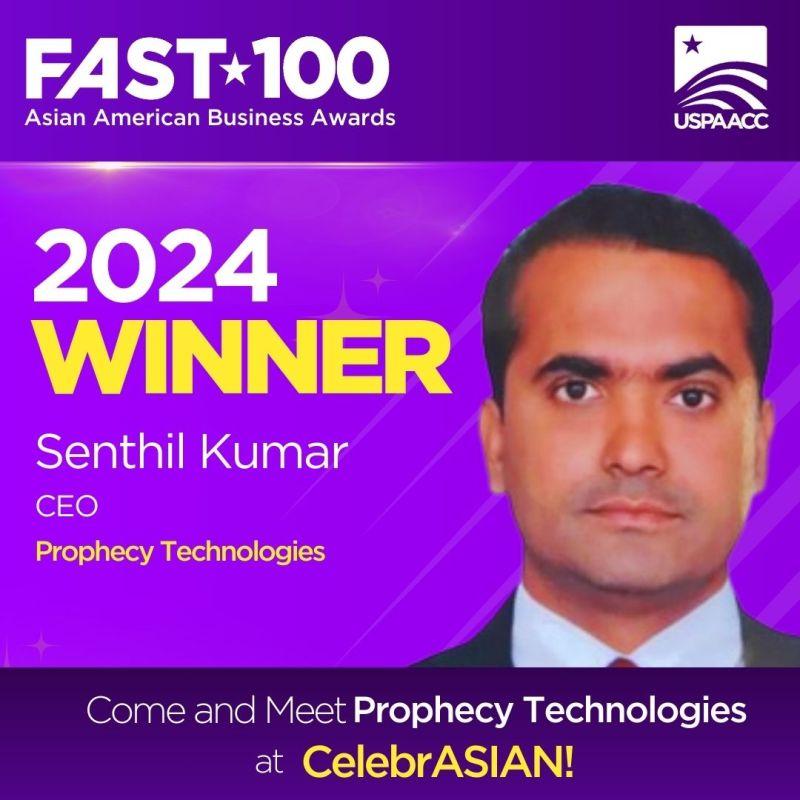 FAST★100
Asian American Business Awards
USPAACC
2024
WINNER
Senthil Kumar
CEO
Prophecy Technologies
Come and Meet Prophecy Technologies
at CelebrASIAN!